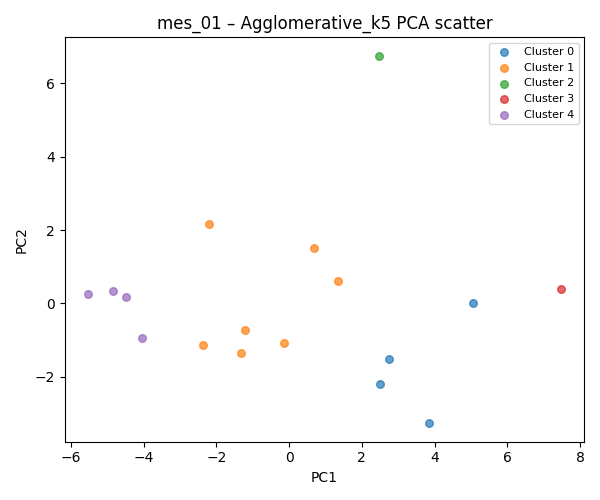 mes_01 – Agglomerative_k5 PCA scatter
Cluster 0
Cluster 1
Cluster 2
Cluster 3
Cluster 4
PC2
6
4
2
0
−2
−6
−4
−2
0
2
4
6
8
PC1